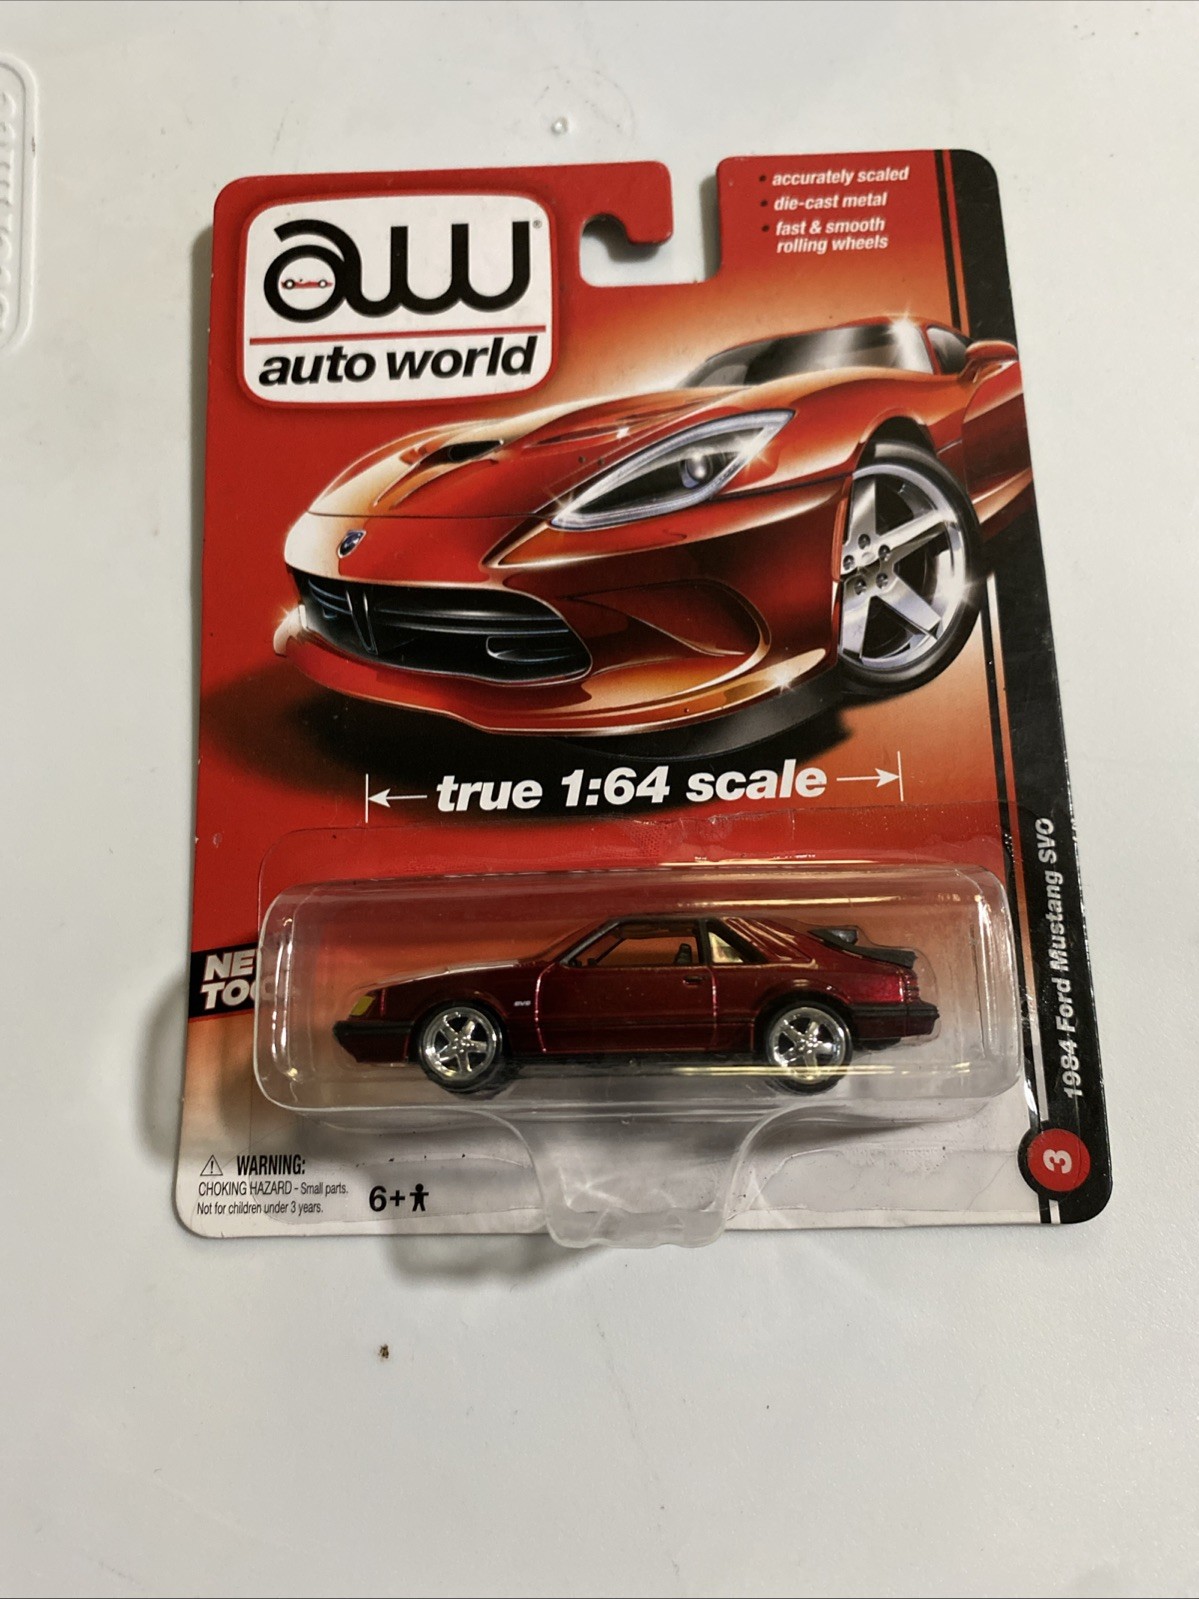 aw®
auto world
• accurately scaled
• die-cast metal
• fast & smooth
rolling wheels
true 1:64 scale
1984 Ford Mustang SVO
3
SVO
WARNING:
CHOKING HAZARD - Small parts.
Not for children under 3 years.
6+